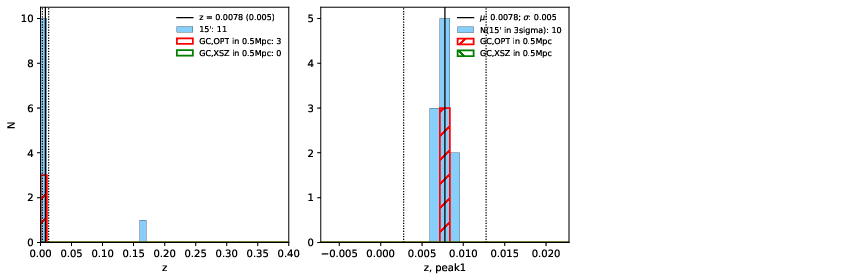 z = 0.0078 (0.005)
15': 11
GC,OPT in 0.5Mpc: 3
GC,XSZ in 0.5Mpc: 0
N
10
8
6
4
2
0
0.00 0.05 0.10 0.15 0.20 0.25 0.30 0.35 0.40
z
μ: 0.0078; σ: 0.005
N(15' in 3sigma): 10
GC,OPT in 0.5Mpc
GC,XSZ in 0.5Mpc
5
4
3
2
1
0
−0.005 0.000 0.005 0.010 0.015 0.020
z, peak1